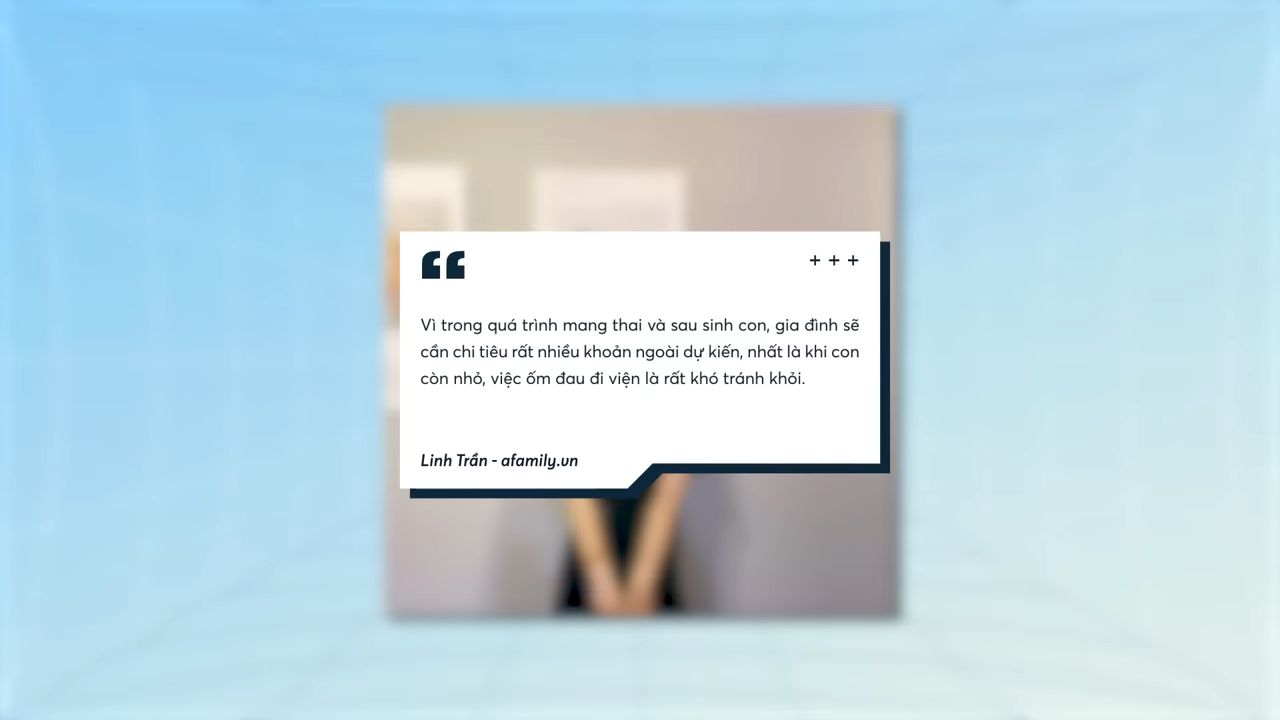 Vì trong quá trình mang thai và sau sinh con, gia đình sẽ
cần chi tiêu rất nhiều khoản ngoài dự kiến, nhất là khi con
còn nhỏ, việc ốm đau đi viện là rất khó tránh khỏi.
Linh Trần - afamily.vn